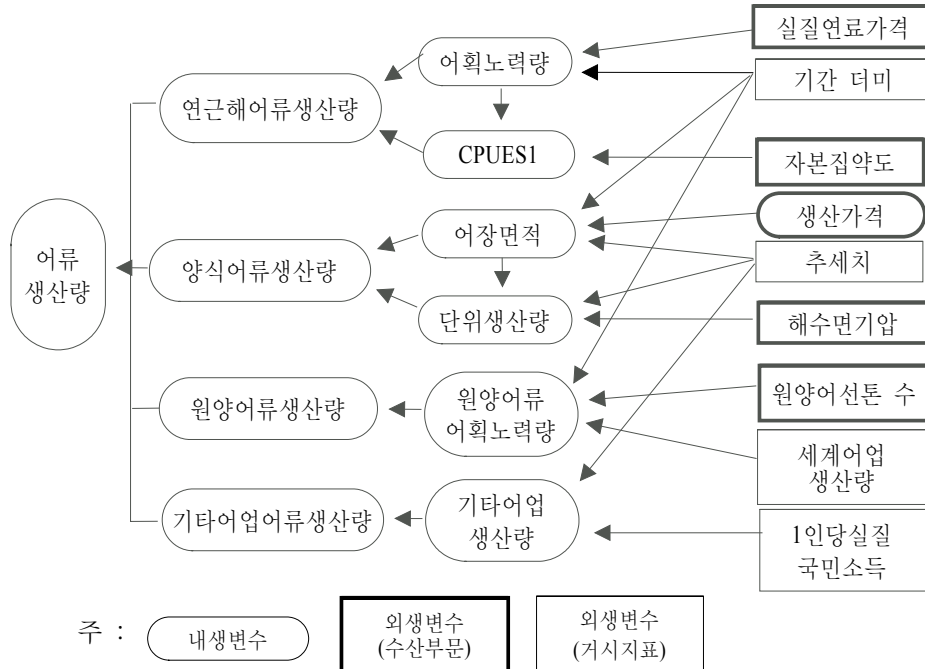 실질연료가격
어획노력량
기간 더미
연근해어류생산량
CPUES1
자본집약도
생산가격
어장면적
어류
생산량
양식어류생산량
추세치
단위생산량
해수면기압
원양어류생산량
원양어류
어획노력량
원양어선톤 수
세계어업
생산량
기타어업어류생산량
기타어업
생산량
1인당실질
국민소득
주 :
내생변수
외생변수
(수산부문)
외생변수
(거시지표)